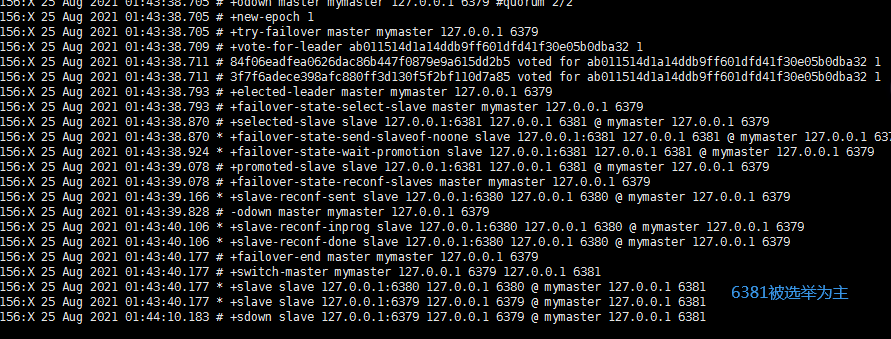 156:X 25 Aug 2021 01:43:38.705 # +odown master mymaster 127.0.0.1 6379 #quorum 2/2
156:X 25 Aug 2021 01:43:38.705 # +new-epoch 1
156:X 25 Aug 2021 01:43:38.705 # +try-failover master mymaster 127.0.0.1 6379
156:X 25 Aug 2021 01:43:38.709 # +vote-for-leader ab011514d1a14ddb9ff601dfd41f30e05b0dba32 1
156:X 25 Aug 2021 01:43:38.711 # 84f06eadfea0626dac86b447f0879e9a615dd2b5 voted for ab011514d1a14ddb9ff601dfd41f30e05b0dba32 1
156:X 25 Aug 2021 01:43:38.711 # 3f7f6adece398afc880ff3d130f5f2bf110d7a85 voted for ab011514d1a14ddb9ff601dfd41f30e05b0dba32 1
156:X 25 Aug 2021 01:43:38.793 # +elected-leader master mymaster 127.0.0.1 6379
156:X 25 Aug 2021 01:43:38.793 # +failover-state-select-slave master mymaster 127.0.0.1 6379
156:X 25 Aug 2021 01:43:38.870 # +selected-slave slave 127.0.0.1:6381 127.0.0.1 6381 @ mymaster 127.0.0.1 6379
156:X 25 Aug 2021 01:43:38.870 * +failover-state-send-slaveof-noone slave 127.0.0.1:6381 127.0.0.1 6381 @ mymaster 127.0.0.1 637
156:X 25 Aug 2021 01:43:38.924 * +failover-state-wait-promotion slave 127.0.0.1:6381 127.0.0.1 6381 @ mymaster 127.0.0.1 6379
156:X 25 Aug 2021 01:43:39.078 # +promoted-slave slave 127.0.0.1:6381 127.0.0.1 6381 @ mymaster 127.0.0.1 6379
156:X 25 Aug 2021 01:43:39.078 # +failover-state-reconf-slaves master mymaster 127.0.0.1 6379
156:X 25 Aug 2021 01:43:39.166 * +slave-reconf-sent slave 127.0.0.1:6380 127.0.0.1 6380 @ mymaster 127.0.0.1 6379
156:X 25 Aug 2021 01:43:39.828 # -odown master mymaster 127.0.0.1 6379
156:X 25 Aug 2021 01:43:40.106 * +slave-reconf-inprog slave 127.0.0.1:6380 127.0.0.1 6380 @ mymaster 127.0.0.1 6379
156:X 25 Aug 2021 01:43:40.106 * +slave-reconf-done slave 127.0.0.1:6380 127.0.0.1 6380 @ mymaster 127.0.0.1 6379
156:X 25 Aug 2021 01:43:40.177 # +failover-end master mymaster 127.0.0.1 6379
156:X 25 Aug 2021 01:43:40.177 # +switch-master mymaster 127.0.0.1 6379 127.0.0.1 6381
156:X 25 Aug 2021 01:43:40.177 * +slave slave 127.0.0.1:6380 127.0.0.1 6380 @ mymaster 127.0.0.1 6381
6381被选举为主
156:X 25 Aug 2021 01:43:40.177 * +slave slave 127.0.0.1:6379 127.0.0.1 6379 @ mymaster 127.0.0.1 6381
156:X 25 Aug 2021 01:44:10.183 # +sdown slave 127.0.0.1:6379 127.0.0.1 6379 @ mymaster 127.0.0.1 6381